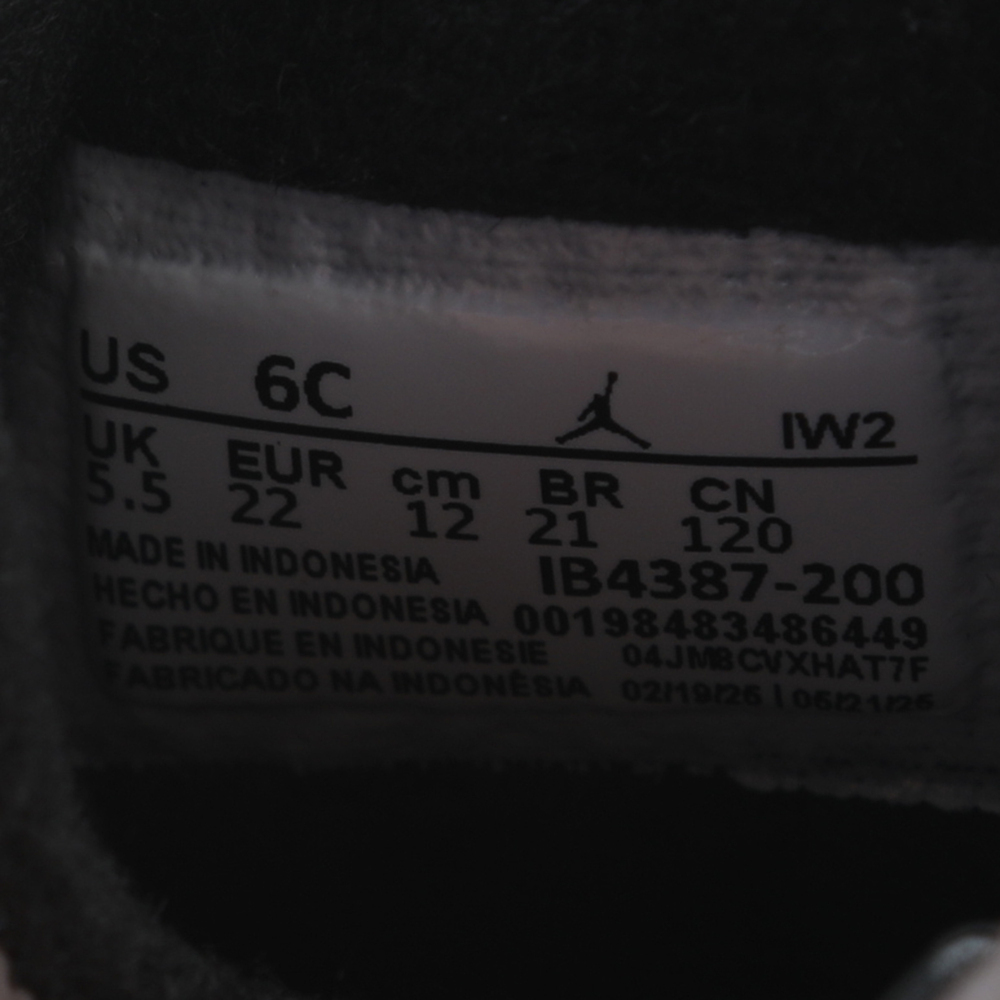 US 6C IW2
UK EUR cm BR CN
5.5 22 12 21 120
MADE IN INDONESIA IB4387-200
HECHO EN INDONESIA 00198483486449
FABRIQUE EN INDONESIE 04JM8CVXHAT7F
FABRICADO NA INDONÉSIA 02/19/26 | 05/21/26